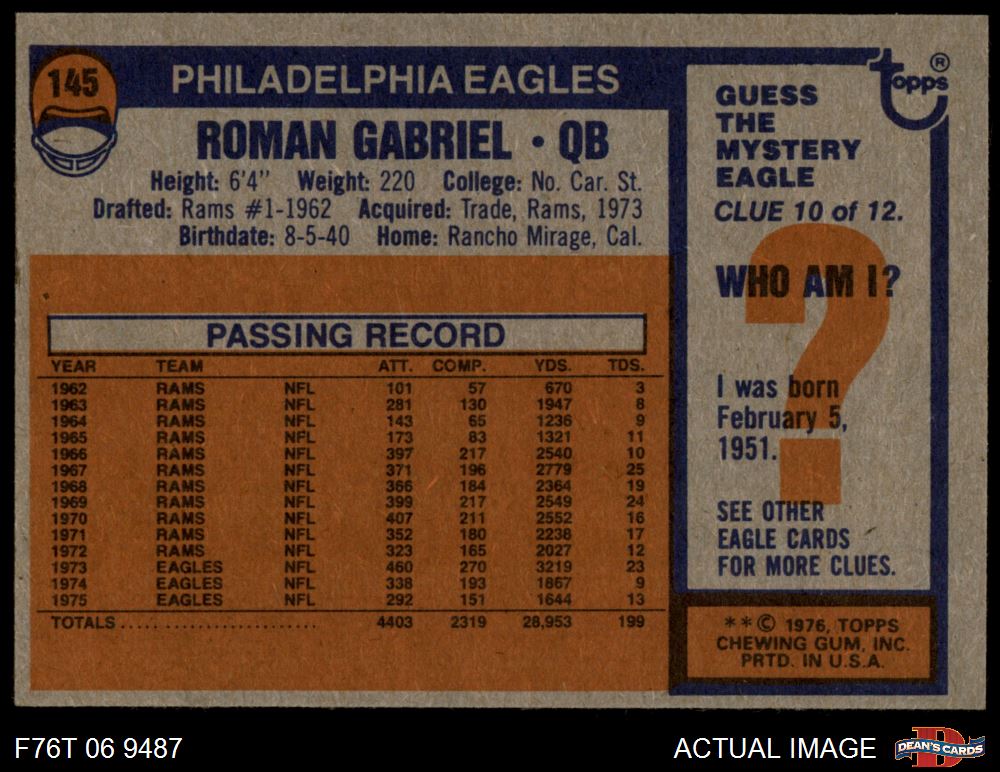 145
PHILADELPHIA EAGLES
ROMAN GABRIEL • QB
Height: 6'4" Weight: 220 College: No. Car. St.
Drafted: Rams #1-1962 Acquired: Trade, Rams, 1973
Birthdate: 8-5-40 Home: Rancho Mirage, Cal.
PASSING RECORD
YEAR TEAM ATT. COMP. YDS. TDS.
1962 RAMS NFL 101 57 670 3
1963 RAMS NFL 281 130 1947 8
1964 RAMS NFL 143 65 1236 9
1965 RAMS NFL 173 83 1321 11
1966 RAMS NFL 397 217 2540 10
1967 RAMS NFL 371 196 2779 25
1968 RAMS NFL 366 184 2364 19
1969 RAMS NFL 399 217 2549 24
1970 RAMS NFL 407 211 2552 16
1971 RAMS NFL 352 180 2238 17
1972 RAMS NFL 323 165 2027 12
1973 EAGLES NFL 460 270 3219 23
1974 EAGLES NFL 338 193 1867 9
1975 EAGLES NFL 292 151 1644 13
TOTALS........................ 4403 2319 28,953 199
topps®
GUESS
THE
MYSTERY
EAGLE
CLUE 10 of 12.
?
WHO AM I?
I was born
February 5,
1951.
SEE OTHER
EAGLE CARDS
FOR MORE CLUES.
**© 1976, TOPPS
CHEWING GUM, INC.
PRTD. IN U.S.A.
F76T 06 9487
ACTUAL IMAGE
D
DEAN'S CARDS